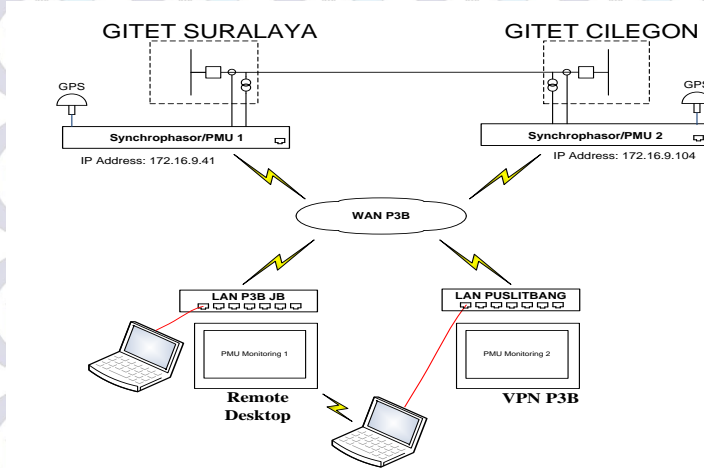 GITET SURALAYA
GITET CILEGON
GPS
GPS
Synchrophasor/PMU 1
Synchrophasor/PMU 2
IP Address: 172.16.9.41
IP Address: 172.16.9.104
WAN P3B
LAN P3B JB
LAN PUSLITBANG
PMU Monitoring 1
PMU Monitoring 2
Remote
Desktop
VPN P3B